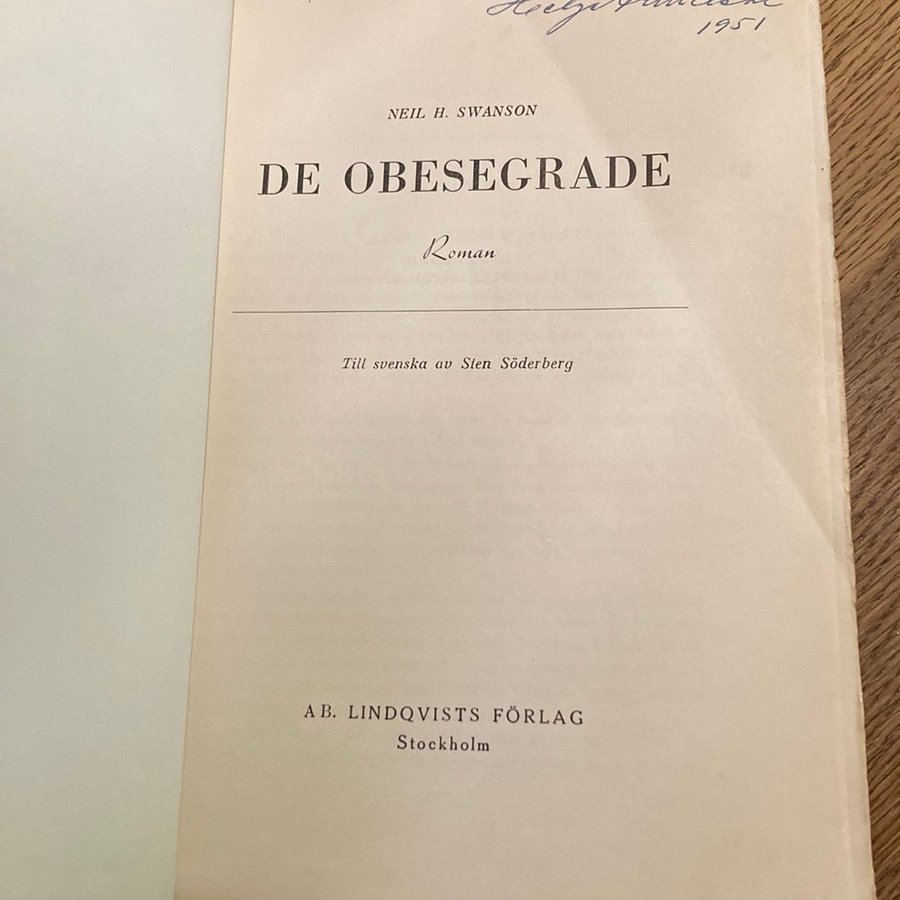 1951
NEIL H. SWANSON
DE OBESEGRADE
Roman
Till svenska av Sten Söderberg
AB. LINDQVISTS FÖRLAG
Stockholm